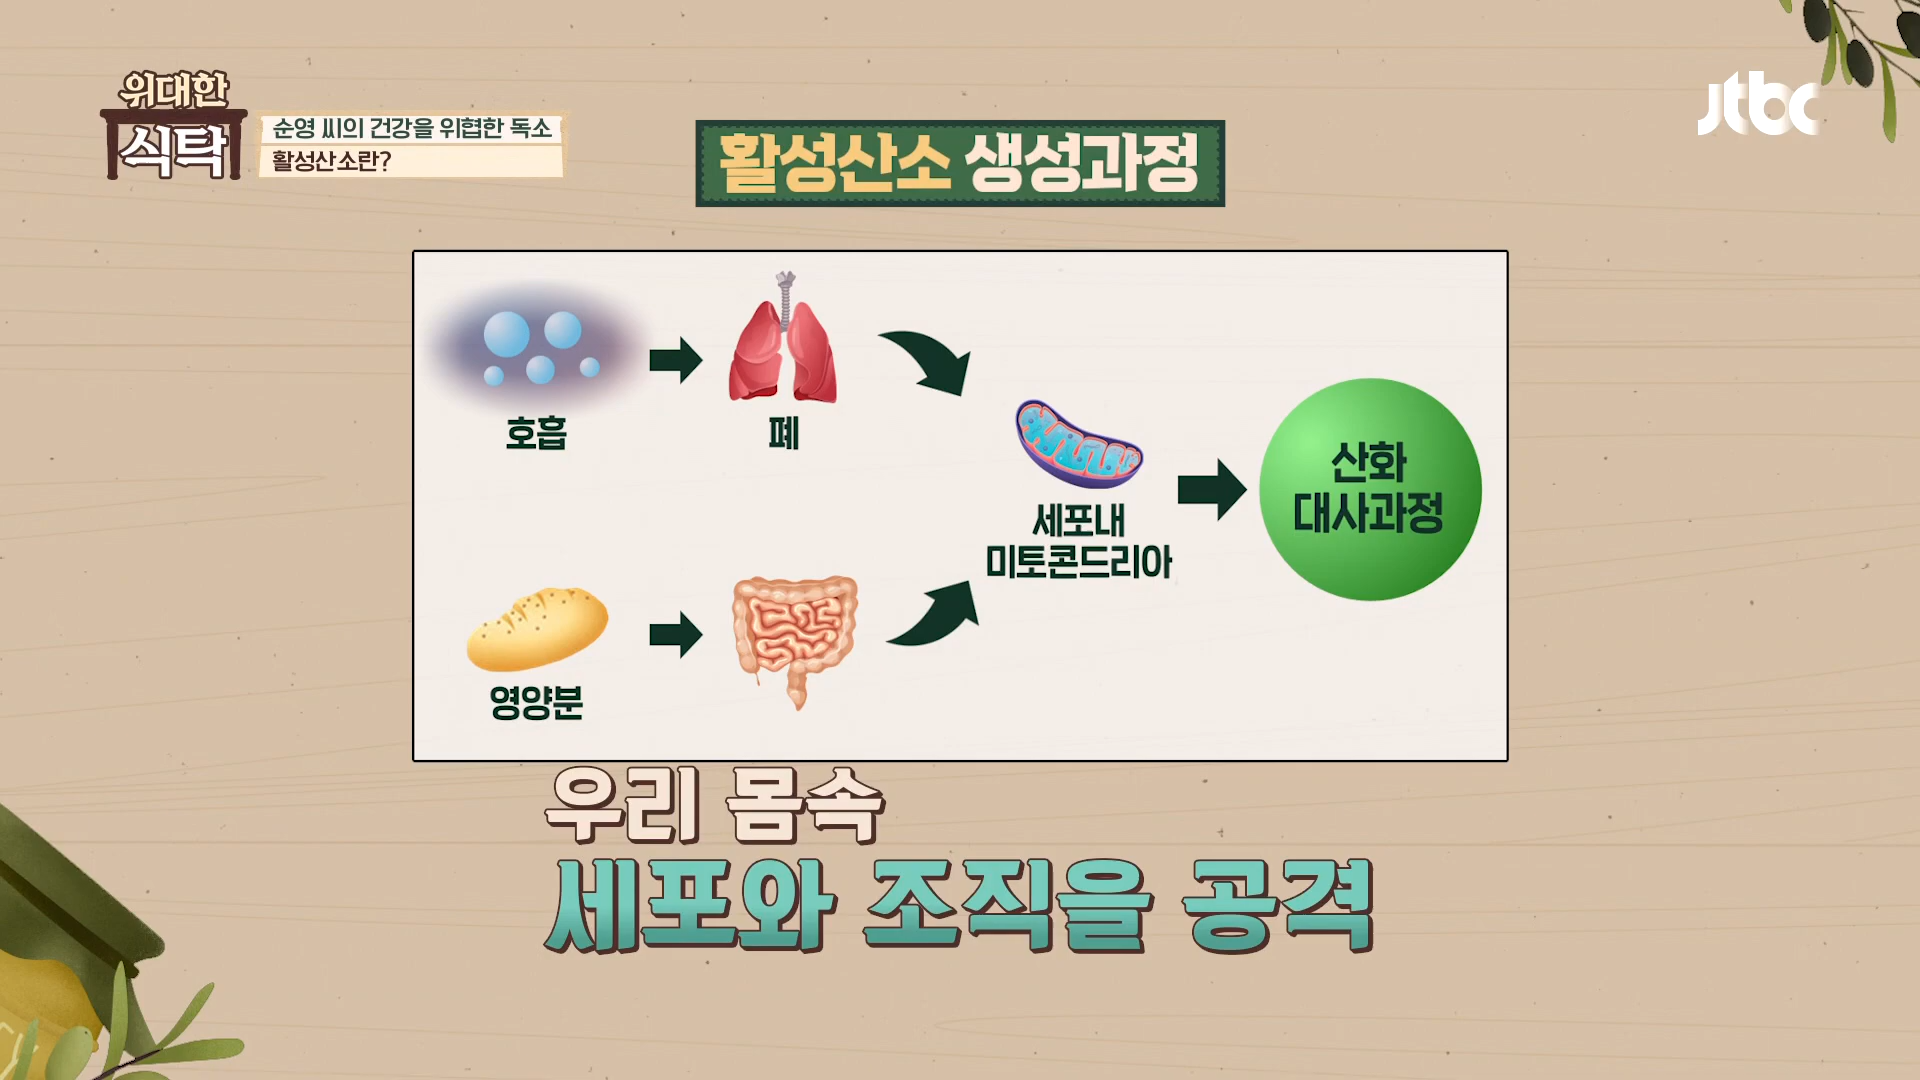 위대한
식탁
순영 씨의 건강을 위협한 독소
활성산소란?
jtbc
활성산소 생성과정
호흡
폐
세포내
미토콘드리아
산화
대사과정
영양분
우리 몸속
세포와 조직을 공격